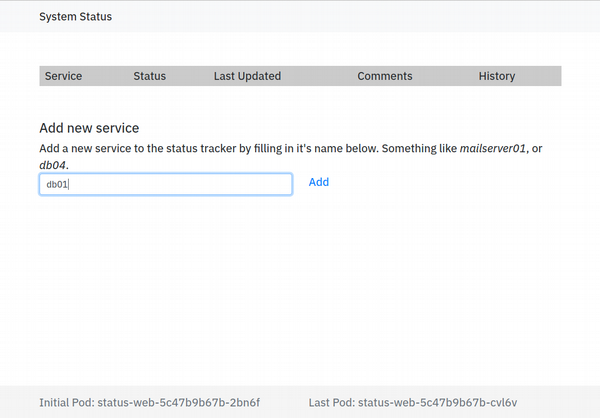 System Status
Service Status Last Updated Comments History
Add new service
Add a new service to the status tracker by filling in it's name below. Something like mailserver01, or
db04.
db01 Add
Initial Pod: status-web-5c47b9b67b-2bn6f Last Pod: status-web-5c47b9b67b-cvl6v